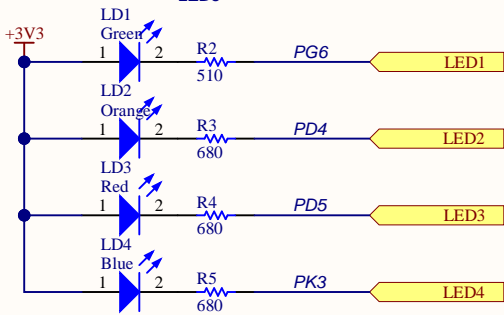 LD1
+3V3
Green
1 2 R2 PG6 LED1
510
LD2
Orange
1 2 R3 PD4 LED2
680
LD3
Red
1 2 R4 PD5 LED3
680
LD4
Blue
1 2 R5 PK3 LED4
680